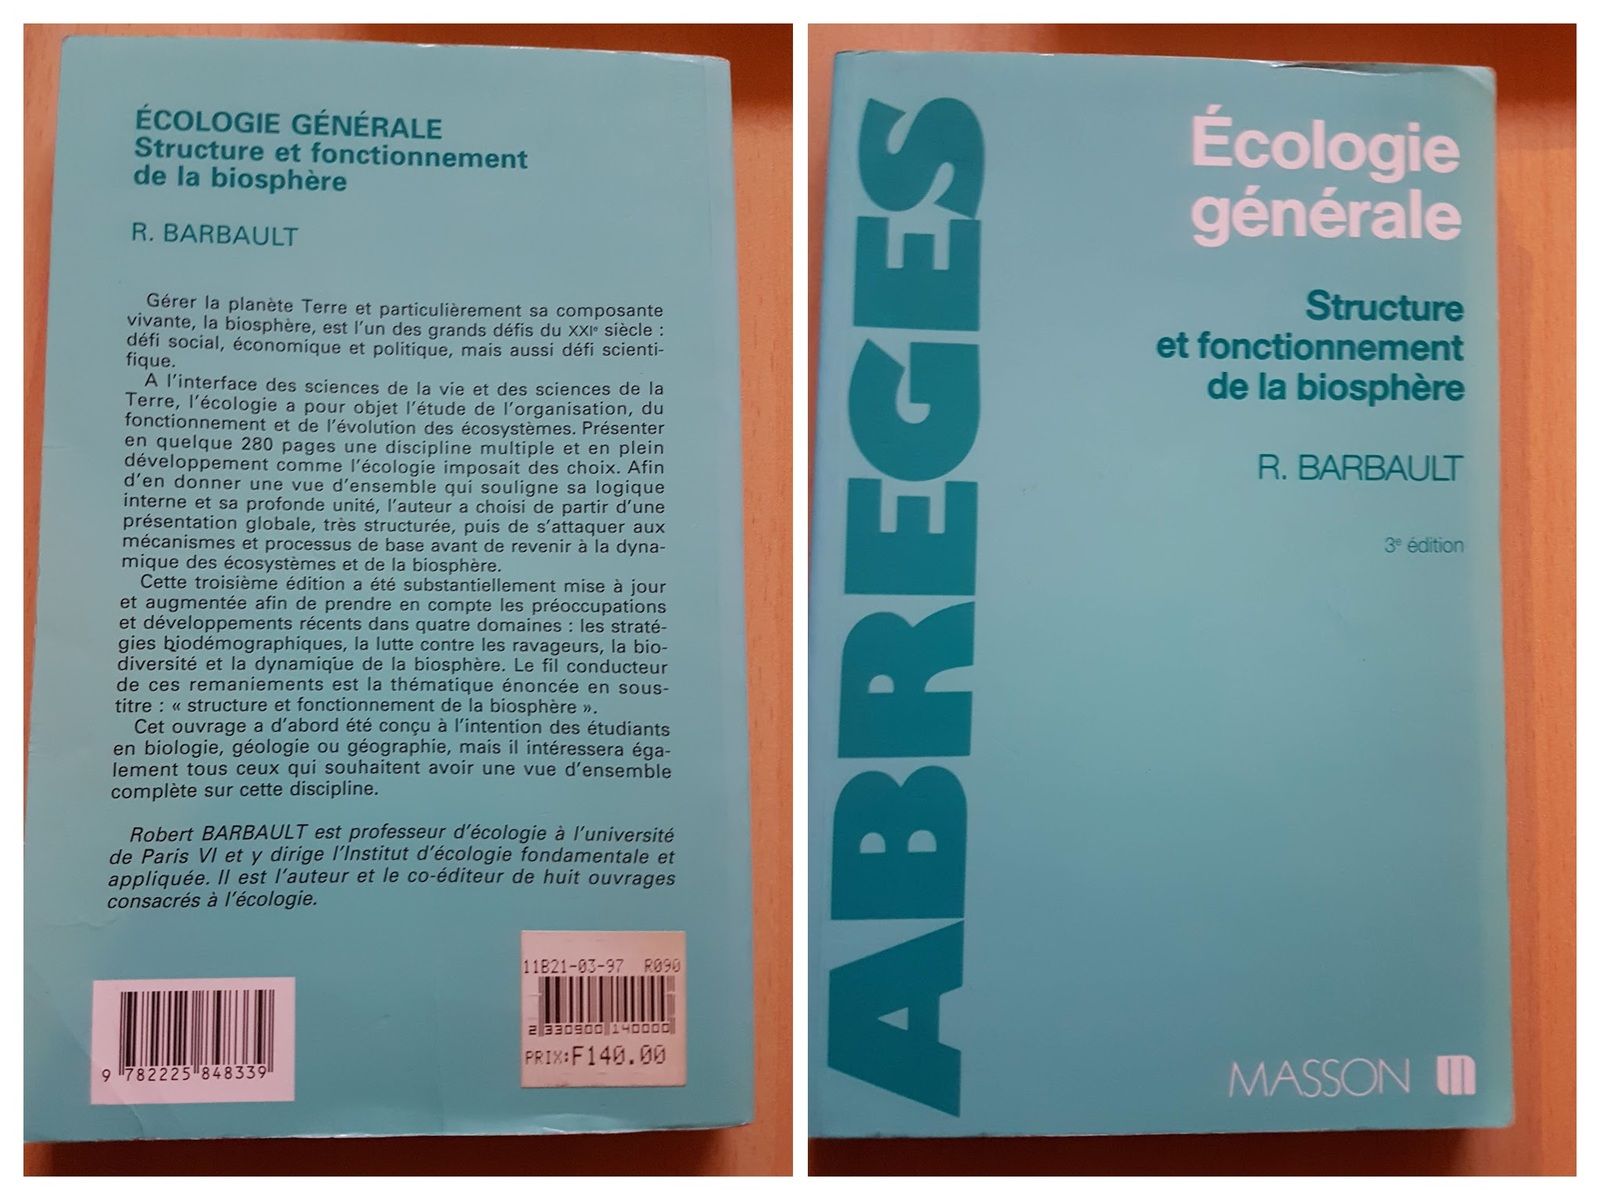 ÉCOLOGIE GÉNÉRALE
Structure et fonctionnement
de la biosphère
R. BARBAULT
Gérer la planète Terre et particulièrement sa composante
vivante, la biosphère, est l'un des grands défis du XXIe siècle :
défi social, économique et politique, mais aussi défi scienti-
fique.
A l'interface des sciences de la vie et des sciences de la
Terre, l'écologie a pour objet l'étude de l'organisation, du
fonctionnement et de l'évolution des écosystèmes. Présenter
en quelque 280 pages une discipline multiple et en plein
développement comme l'écologie imposait des choix. Afin
d'en donner une vue d'ensemble qui souligne sa logique
interne et sa profonde unité, l'auteur a choisi de partir d'une
présentation globale, très structurée, puis de s'attaquer aux
mécanismes et processus de base avant de revenir à la dyna-
mique des écosystèmes et de la biosphère.
Cette troisième édition a été substantiellement mise à jour
et augmentée afin de prendre en compte les préoccupations
et développements récents dans quatre domaines : les straté-
gies biodémographiques, la lutte contre les ravageurs, la bio-
diversité et la dynamique de la biosphère. Le fil conducteur
de ces remaniements est la thématique énoncée en sous-
titre : « structure et fonctionnement de la biosphère ».
Cet ouvrage a d'abord été conçu à l'intention des étudiants
en biologie, géologie ou géographie, mais il intéressera éga-
lement tous ceux qui souhaitent avoir une vue d'ensemble
complète sur cette discipline.
Robert BARBAULT est professeur d'écologie à l'université
de Paris VI et y dirige l'Institut d'écologie fondamentale et
appliquée. Il est l'auteur et le co-éditeur de huit ouvrages
consacrés à l'écologie.
9 782225 848339
11B21-03-97 R090
2 330900 140000
PRIX:F140.00
ABREGES
Écologie
générale
Structure
et fonctionnement
de la biosphère
R. BARBAULT
3e édition
MASSON m